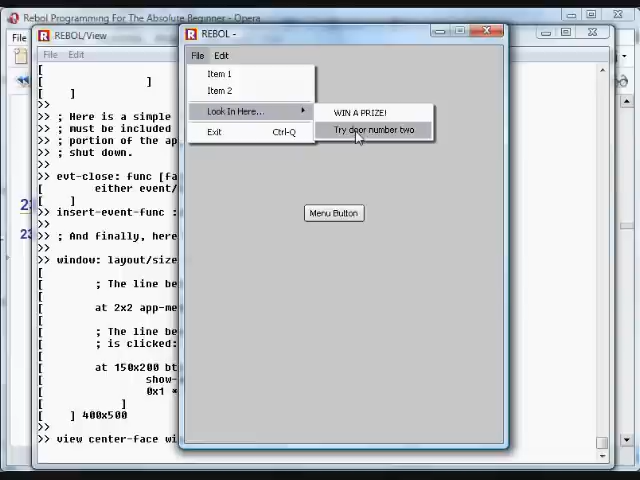 Rebol Programming For The Absolute Beginner - Opera
File
REBOL/View
File Edit
REBOL -
File Edit
Item 1
Item 2
Look In Here...
Exit Ctrl-Q
WIN A PRIZE!
Try door number two
Menu Button
[ ]
[ ]
>>
>> ; Here is a simple
; must be included
; portion of the ap
; shut down.
>>
>> evt-close: func [fa
[ either event/
[ ]
>> insert-event-func :
>>
>> ; And finally, here
>>
>> window: layout/size
[
[ ; The line be
[
[ at 2x2 app-me
[
[ ; The line be
[ ; is clicked:
[
[ at 150x200 bt
[ show-
[ 0x1 *
[ ]
[ ] 400x500
>>
>> view center-face wi